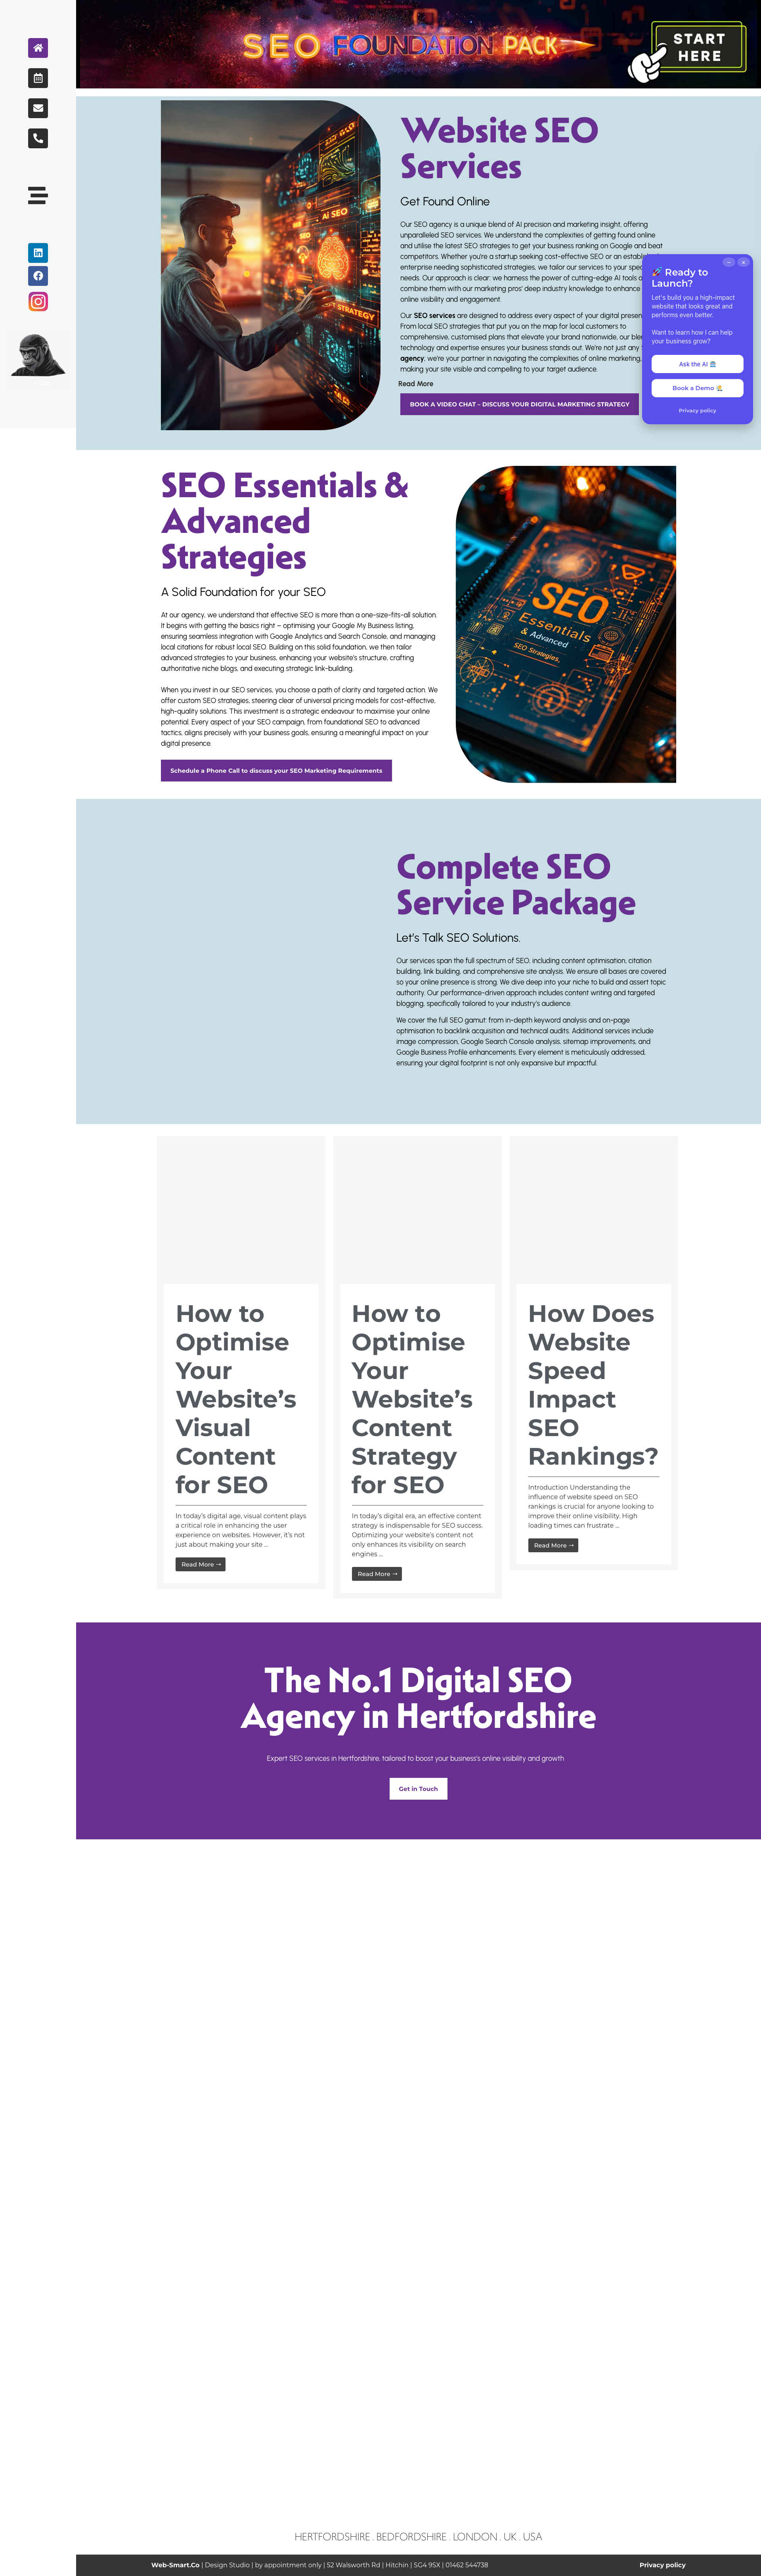 SEO FOUNDATION PACK
START
HERE
Website SEO
Services
Get Found Online
Our SEO agency is a unique blend of AI precision and marketing insight, offering
unparalleled SEO services. We understand the complexities of getting found online
and utilise the latest SEO strategies to get your business ranking on Google and beat
competitors. Whether you're a startup seeking cost-effective SEO or an establis
enterprise needing sophisticated strategies, we tailor our services to your spec
needs. Our approach is clear: we harness the power of cutting-edge AI tools a
combine them with our marketing pros' deep industry knowledge to enhance
online visibility and engagement.
Our SEO services are designed to address every aspect of your digital presen
From local SEO strategies that put you on the map for local customers to
comprehensive, customised plans that elevate your brand nationwide, our blen
technology and expertise ensures your business stands out. We're not just any
agency, we're your partner in navigating the complexities of online marketing,
making your site visible and compelling to your target audience.
Read More
BOOK A VIDEO CHAT – DISCUSS YOUR DIGITAL MARKETING STRATEGY
AI SEO
SEO
STRATEGY
🚀 Ready to
Launch?
Let's build you a high-impact
website that looks great and
performs even better.
Want to learn how I can help
your business grow?
Ask the AI
Book a Demo
Privacy policy
SEO Essentials &
Advanced
Strategies
A Solid Foundation for your SEO
At our agency, we understand that effective SEO is more than a one-size-fits-all solution.
It begins with getting the basics right – optimising your Google My Business listing,
ensuring seamless integration with Google Analytics and Search Console, and managing
local citations for robust local SEO. Building on this solid foundation, we then tailor
advanced strategies to your business, enhancing your website's structure, crafting
authoritative niche blogs, and executing strategic link-building.
When you invest in our SEO services, you choose a path of clarity and targeted action. We
offer custom SEO strategies, steering clear of universal pricing models for cost-effective,
high-quality solutions. This investment is a strategic endeavour to maximise your online
potential. Every aspect of your SEO campaign, from foundational SEO to advanced
tactics, aligns precisely with your business goals, ensuring a meaningful impact on your
digital presence.
Schedule a Phone Call to discuss your SEO Marketing Requirements
SEO
Essentials
& Advanced
SEO Strategies.
Complete SEO
Service Package
Let's Talk SEO Solutions.
Our services span the full spectrum of SEO, including content optimisation, citation
building, link building, and comprehensive site analysis. We ensure all bases are covered
so your online presence is strong. We dive deep into your niche to build and assert topic
authority. Our performance-driven approach includes content writing and targeted
blogging, specifically tailored to your industry's audience.
We cover the full SEO gamut: from in-depth keyword analysis and on-page
optimisation to backlink acquisition and technical audits. Additional services include
image compression, Google Search Console analysis, sitemap improvements, and
Google Business Profile enhancements. Every element is meticulously addressed,
ensuring your digital footprint is not only expansive but impactful.
How to
Optimise
Your
Website's
Visual
Content
for SEO
In today's digital age, visual content plays
a critical role in enhancing the user
experience on websites. However, it's not
just about making your site ...
Read More →
How to
Optimise
Your
Website's
Content
Strategy
for SEO
In today's digital era, an effective content
strategy is indispensable for SEO success.
Optimizing your website's content not
only enhances its visibility on search
engines ...
Read More →
How Does
Website
Speed
Impact
SEO
Rankings?
Introduction Understanding the
influence of website speed on SEO
rankings is crucial for anyone looking to
improve their online visibility. High
loading times can frustrate ...
Read More →
The No.1 Digital SEO
Agency in Hertfordshire
Expert SEO services in Hertfordshire, tailored to boost your business's online visibility and growth
Get in Touch
HERTFORDSHIRE . BEDFORDSHIRE . LONDON . UK . USA
Web-Smart.Co | Design Studio | by appointment only | 52 Walsworth Rd | Hitchin | SG4 9SX | 01462 544738
Privacy policy